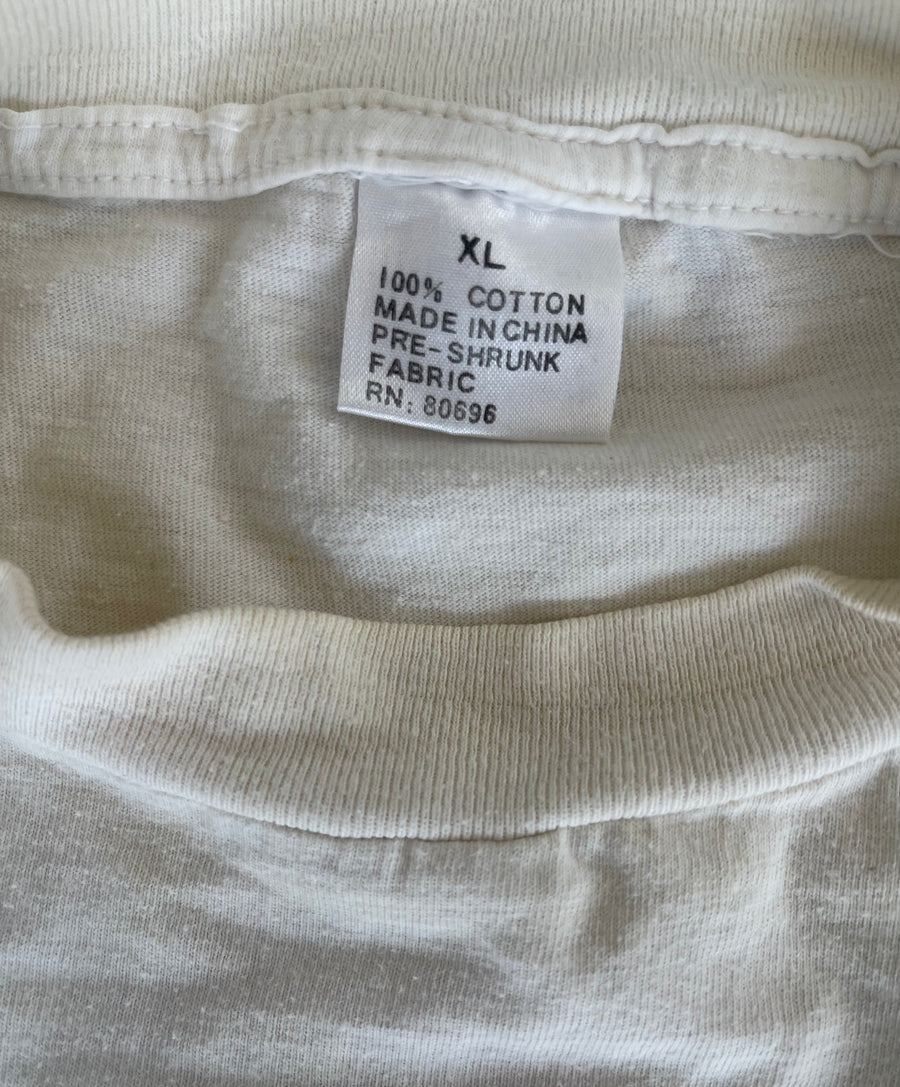 XL
100% COTTON
MADE IN CHINA
PRE-SHRUNK
FABRIC
RN: 80696